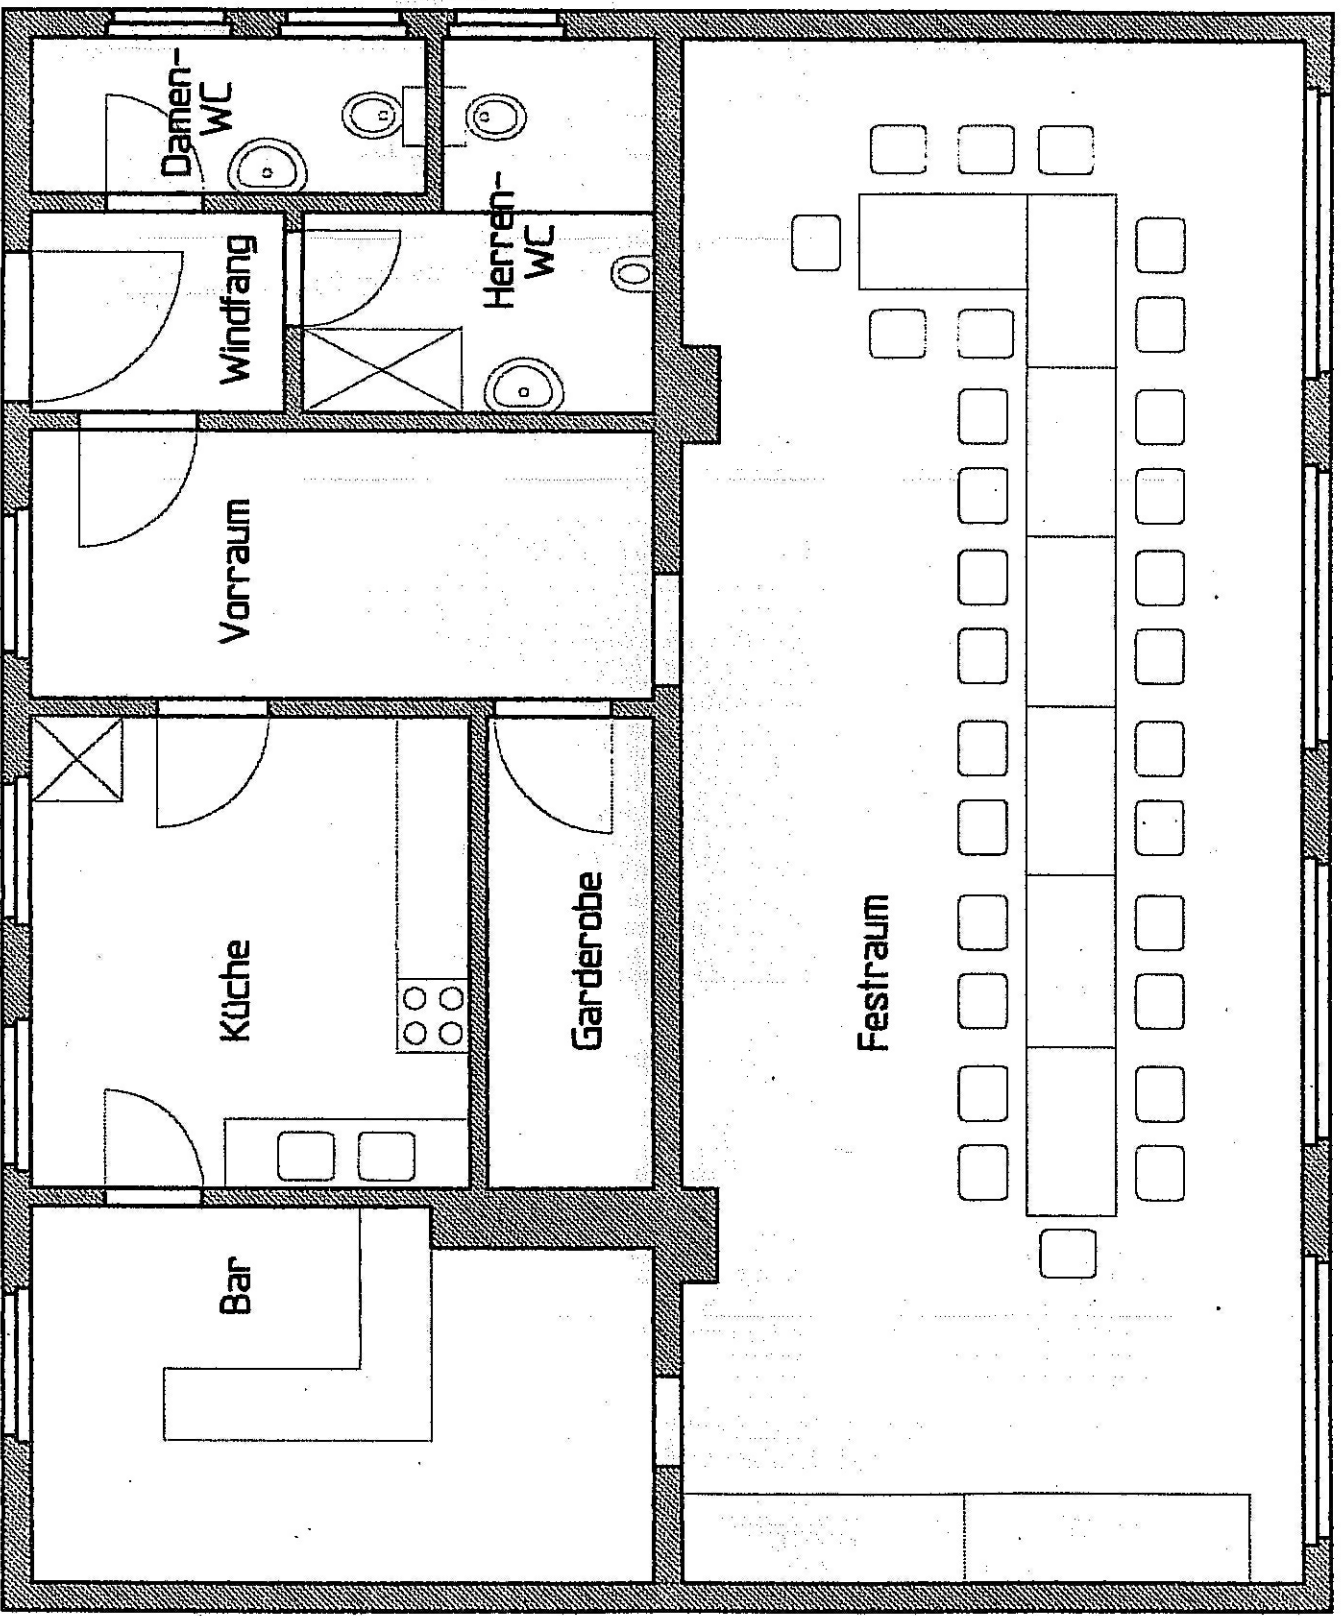 Damen-
WC
Windfang
Herren-
WC
Vorraum
Küche
Garderobe
Bar
Festraum